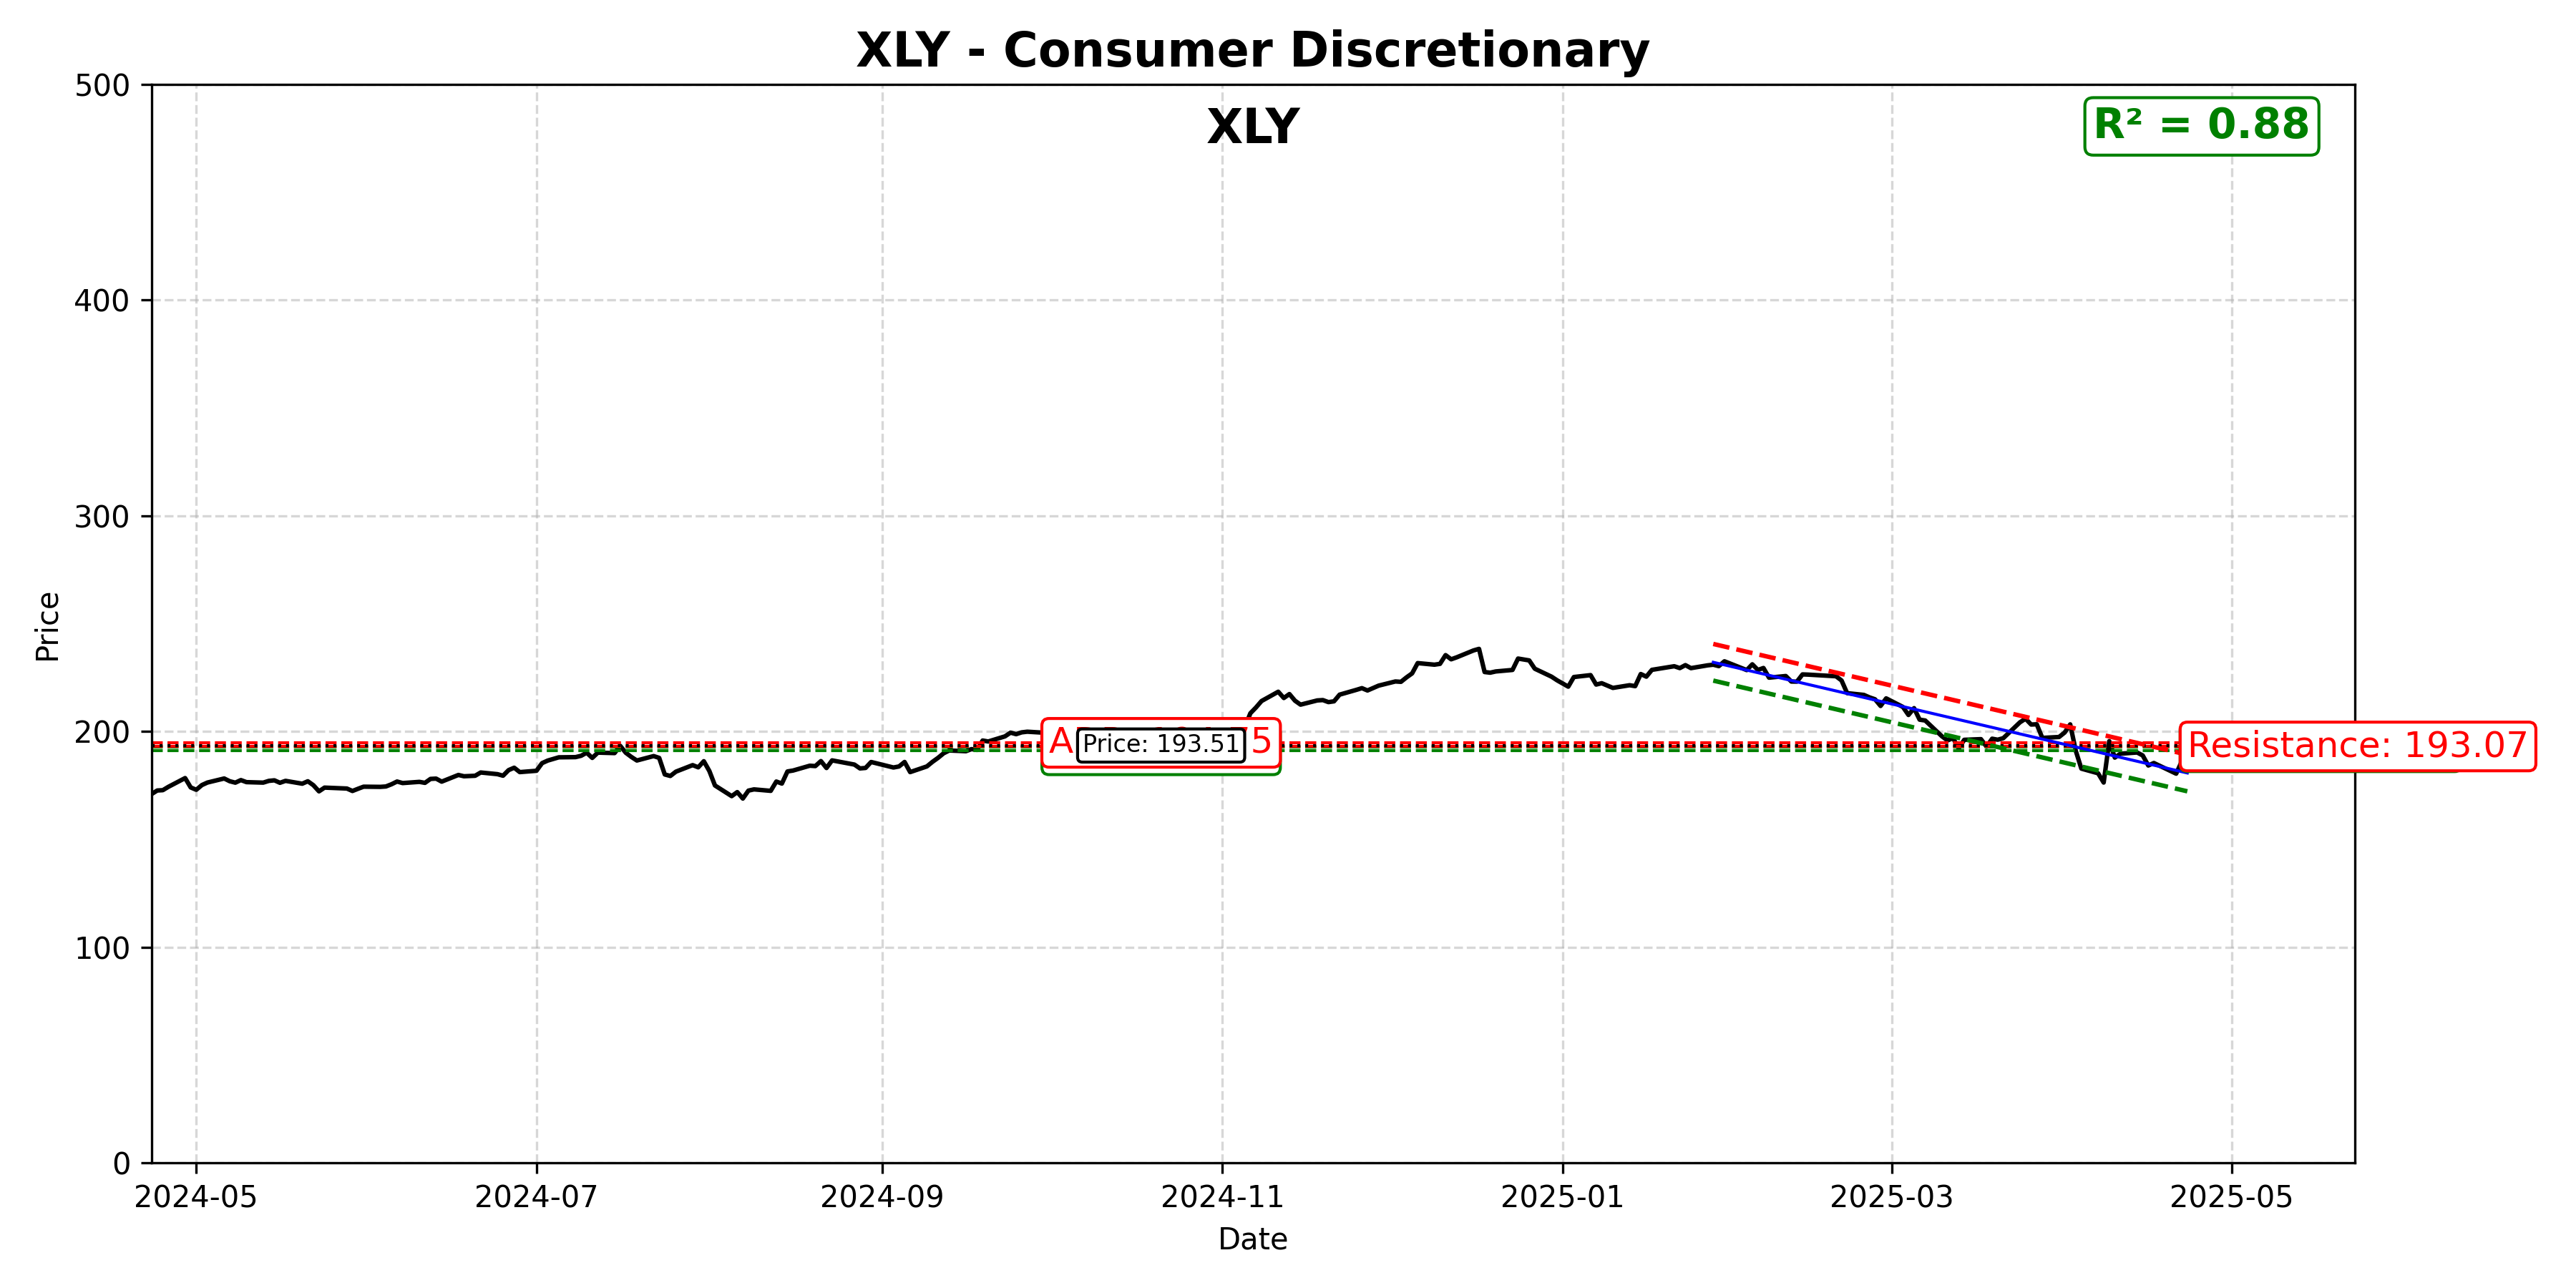 XLY - Consumer Discretionary
XLY
R² = 0.88
500
400
300
200
100
0
Price
A
Price: 193.51
5
Resistance: 193.07
2024-05
2024-07
2024-09
2024-11
2025-01
2025-03
2025-05
Date